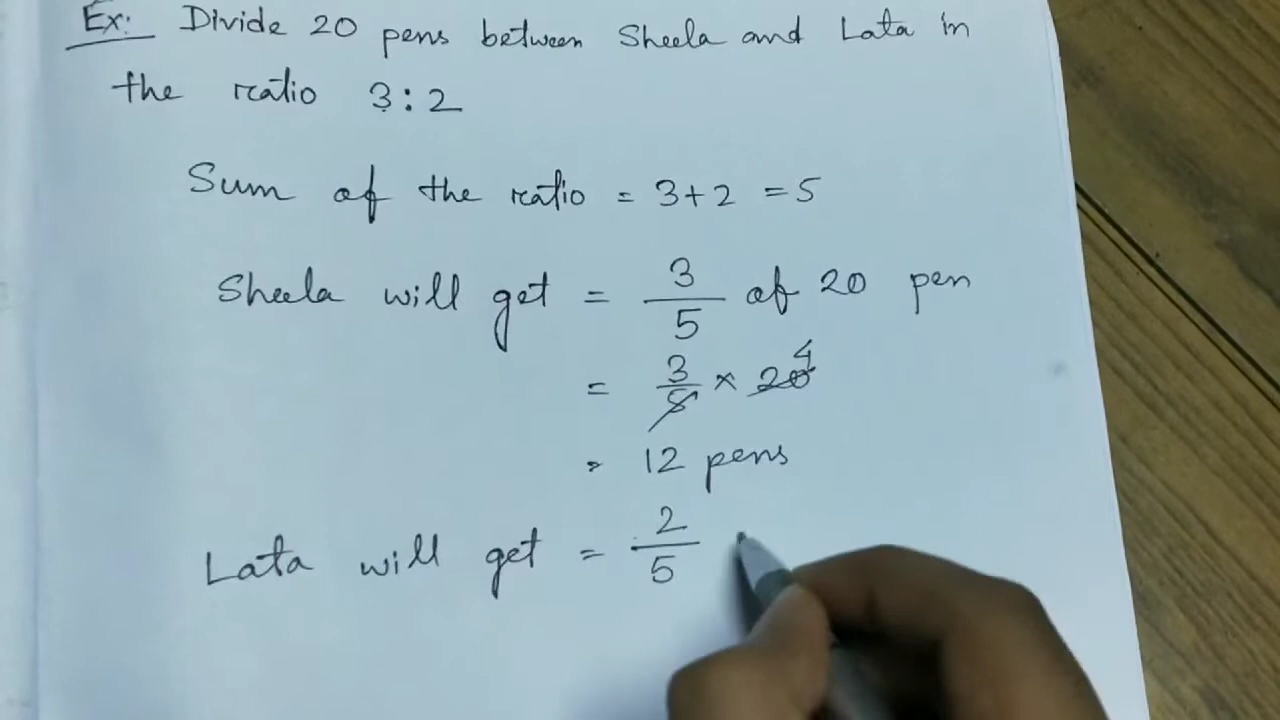 Ex: Divide 20 pens between Sheela and Lata in
the ratio 3:2
Sum of the ratio = 3+2 = 5
Sheela will get = 3/5 of 20 pen
= 3/5 × 20 4
= 12 pens
Lata will get = 2/5